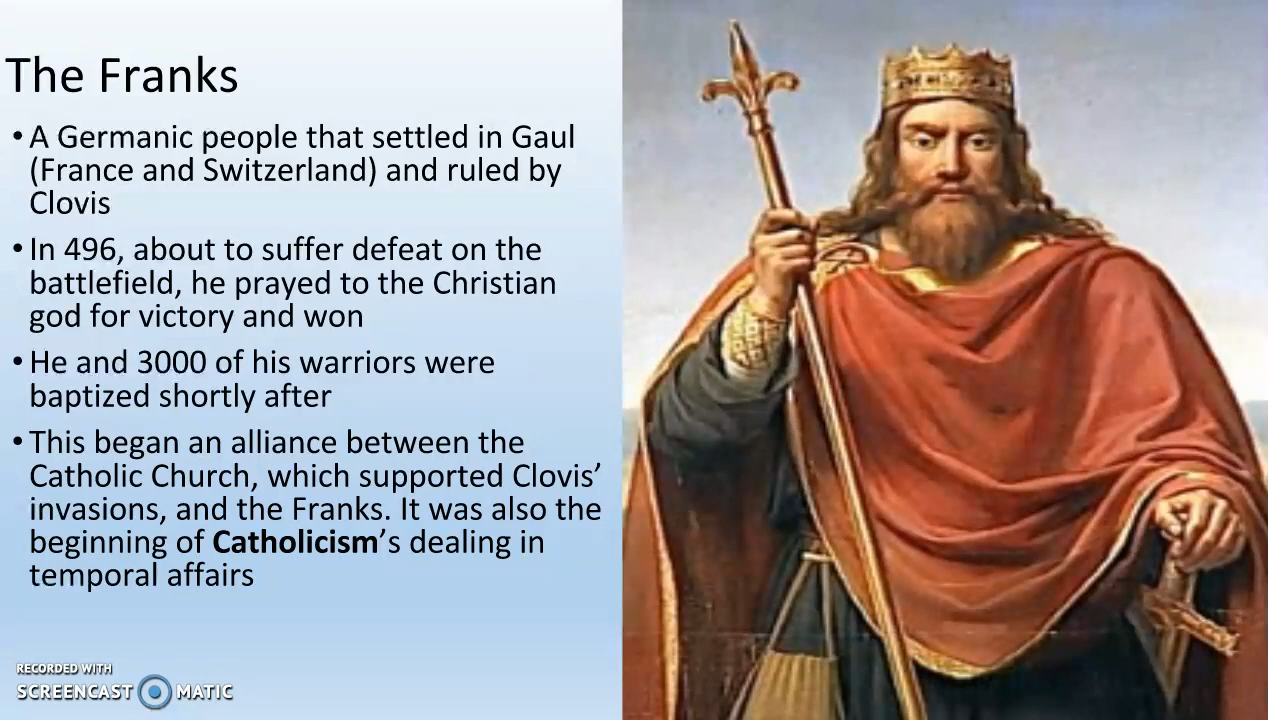 The Franks
• A Germanic people that settled in Gaul
(France and Switzerland) and ruled by
Clovis
• In 496, about to suffer defeat on the
battlefield, he prayed to the Christian
god for victory and won
• He and 3000 of his warriors were
baptized shortly after
• This began an alliance between the
Catholic Church, which supported Clovis’
invasions, and the Franks. It was also the
beginning of Catholicism’s dealing in
temporal affairs
RECORDED WITH
SCREENCAST MATIC